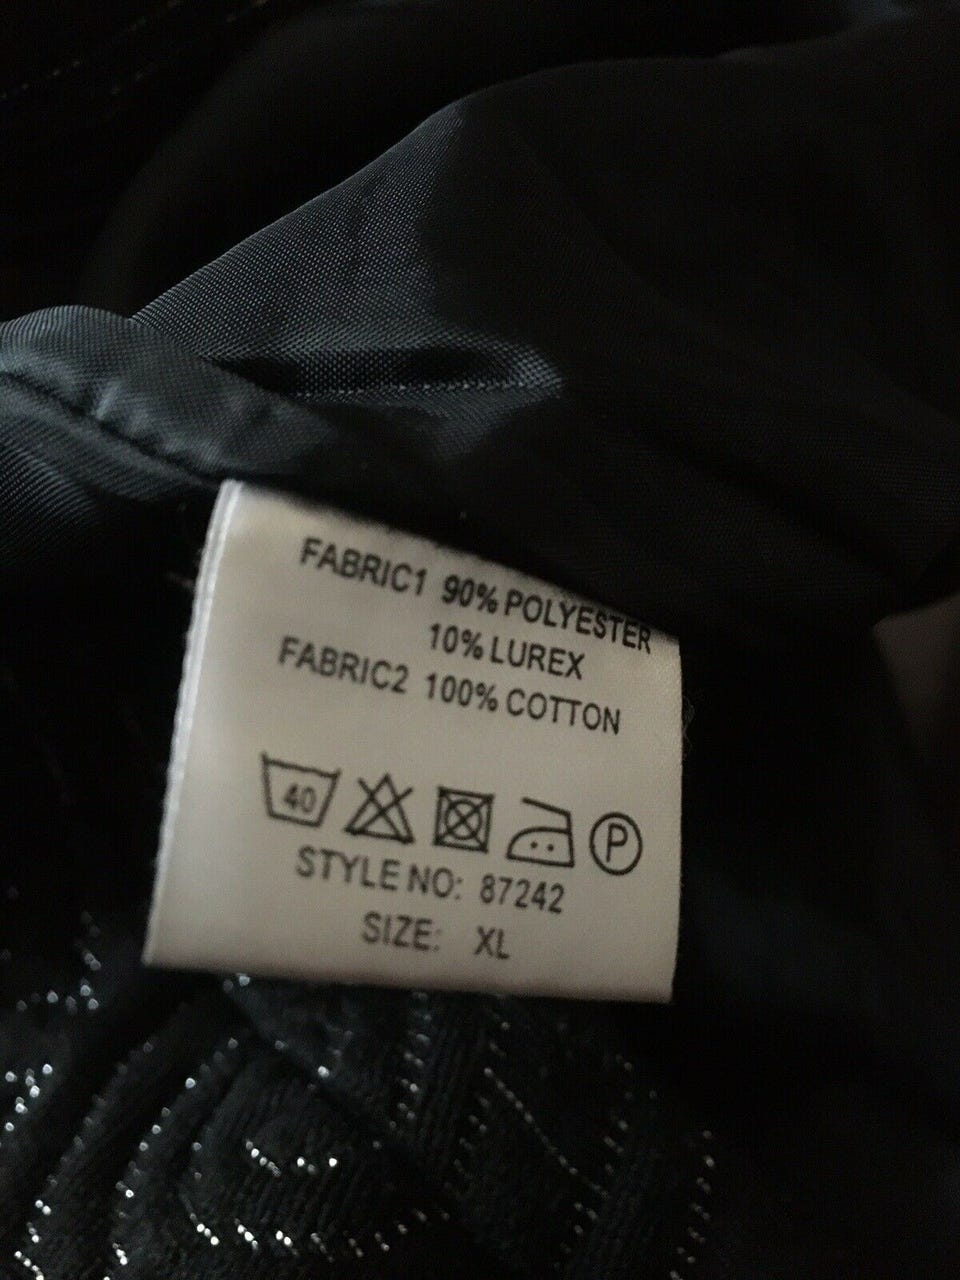 FABRIC1 90% POLYESTER
10% LUREX
FABRIC2 100% COTTON
40 P
STYLE NO: 87242
SIZE: XL